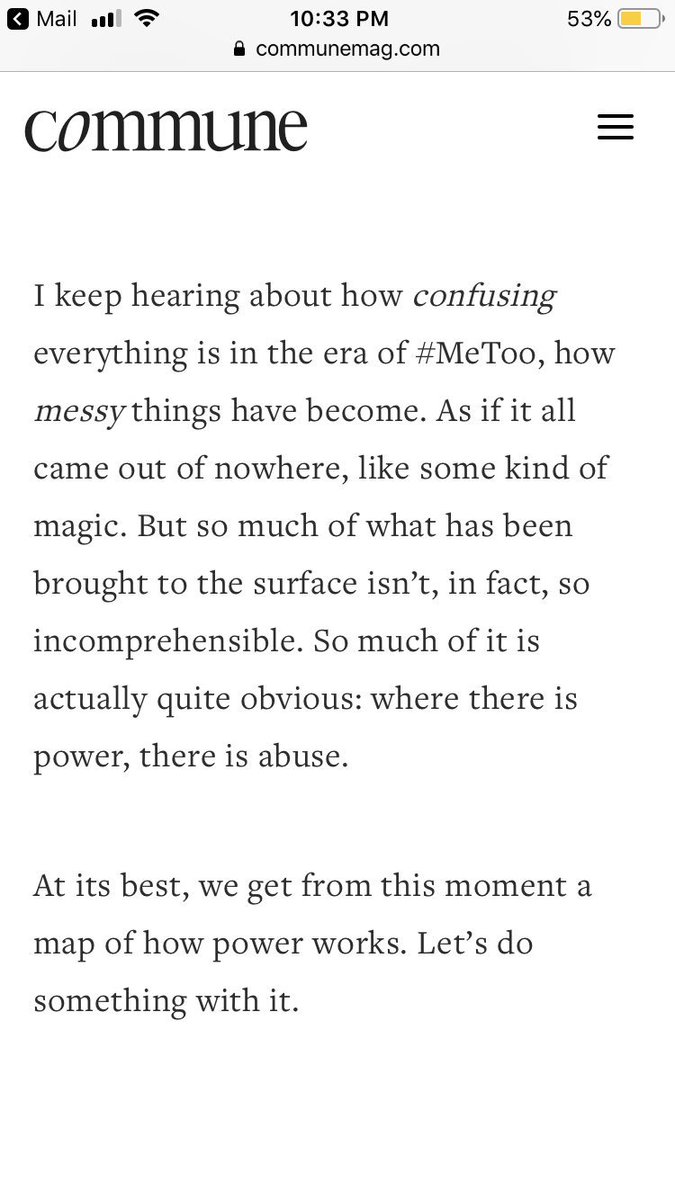 Mail 10:33 PM 53%
communemag.com
commune
I keep hearing about how confusing
everything is in the era of #MeToo, how
messy things have become. As if it all
came out of nowhere, like some kind of
magic. But so much of what has been
brought to the surface isn’t, in fact, so
incomprehensible. So much of it is
actually quite obvious: where there is
power, there is abuse.
At its best, we get from this moment a
map of how power works. Let’s do
something with it.